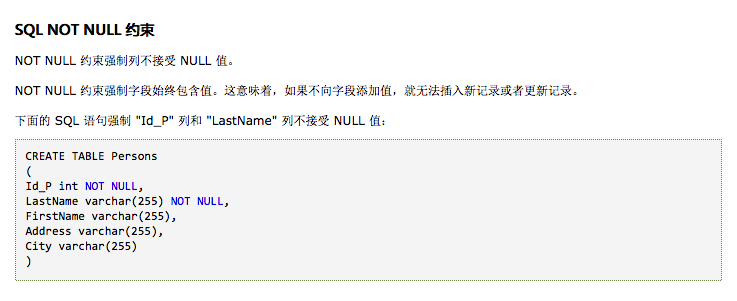 SQL NOT NULL 约束
NOT NULL 约束强制列不接受 NULL 值。
NOT NULL 约束强制字段始终包含值。这意味着，如果不向字段添加值，就无法插入新记录或者更新记录。
下面的 SQL 语句强制 "Id_P" 列和 "LastName" 列不接受 NULL 值：
CREATE TABLE Persons
(
Id_P int NOT NULL,
LastName varchar(255) NOT NULL,
FirstName varchar(255),
Address varchar(255),
City varchar(255)
)